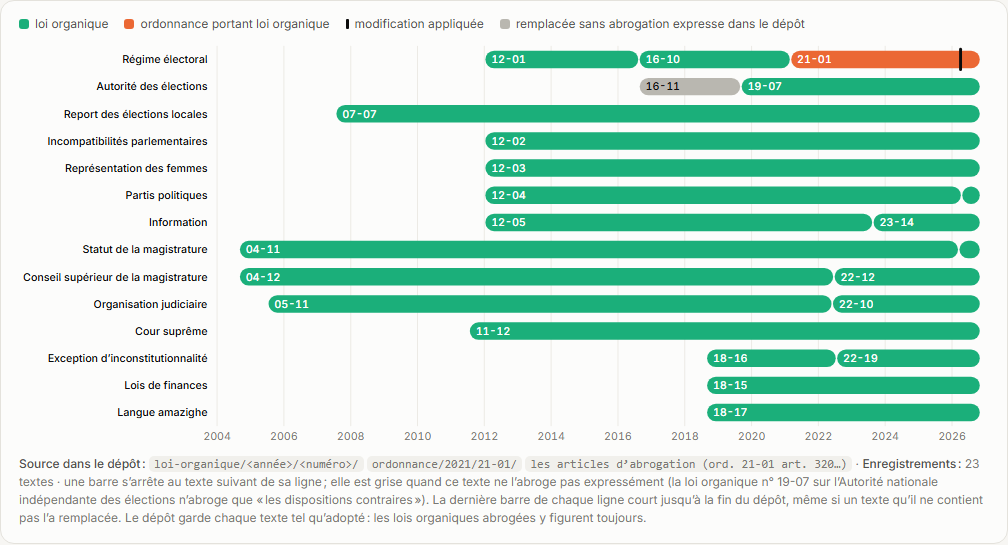 loi organique ordonnance portant loi organique modification appliquée remplacée sans abrogation expresse dans le dépôt
Régime électoral 12-01 16-10 21-01
Autorité des élections 16-11 19-07
Report des élections locales 07-07
Incompatibilités parlementaires 12-02
Représentation des femmes 12-03
Partis politiques 12-04
Information 12-05 23-14
Statut de la magistrature 04-11
Conseil supérieur de la magistrature 04-12 22-12
Organisation judiciaire 05-11 22-10
Cour suprême 11-12
Exception d’inconstitutionnalité 18-16 22-19
Lois de finances 18-15
Langue amazighe 18-17
2004 2006 2008 2010 2012 2014 2016 2018 2020 2022 2024 2026
Source dans le dépôt : loi-organique/<année>/<numéro>/ ordonnance/2021/21-01/ les articles d’abrogation (ord. 21-01 art. 320…) · Enregistrements : 23
textes · une barre s’arrête au texte suivant de sa ligne ; elle est grise quand ce texte ne l’abroge pas expressément (la loi organique n° 19-07 sur l’Autorité nationale
indépendante des élections n’abroge que « les dispositions contraires »). La dernière barre de chaque ligne court jusqu’à la fin du dépôt, même si un texte qu’il ne contient
pas l’a remplacée. Le dépôt garde chaque texte tel qu’adopté : les lois organiques abrogées y figurent toujours.